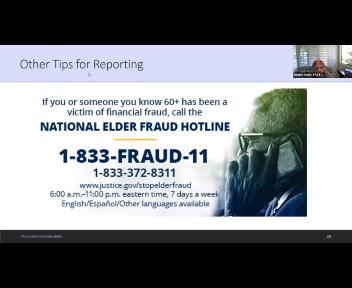 Other Tips for Reporting
If you or someone you know 60+ has been a
victim of financial fraud, call the
NATIONAL ELDER FRAUD HOTLINE
1-833-FRAUD-11
1-833-372-8311
www.justice.gov/stopelderfraud
6:00 a.m.–11:00 p.m. eastern time, 7 days a week
English/Español/Other languages available
28